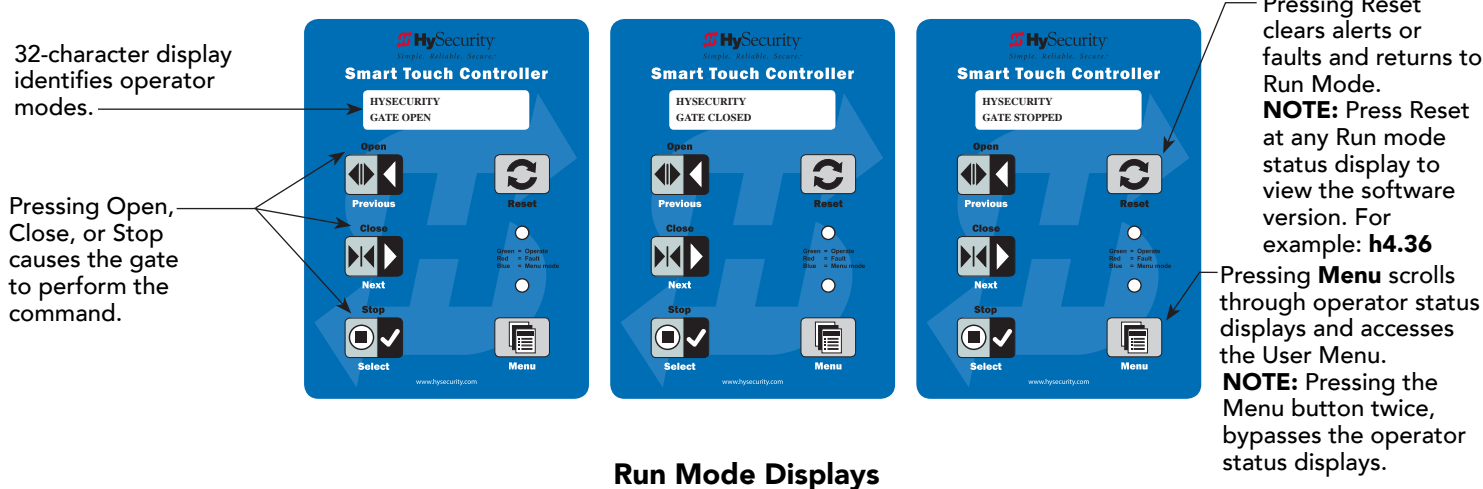 32-character display
identifies operator
modes.
Pressing Open,
Close, or Stop
causes the gate
to perform the
command.
HySecurity
Simple. Reliable. Secure.
Smart Touch Controller
HYSECURITY
GATE OPEN
Open
Previous
Reset
Close
Green = Operate
Red = Fault
Blue = Menu mode
Next
Stop
Select
Menu
www.hysecurity.com
HySecurity
Simple. Reliable. Secure.
Smart Touch Controller
HYSECURITY
GATE CLOSED
Open
Previous
Reset
Close
Green = Operate
Red = Fault
Blue = Menu mode
Next
Stop
Select
Menu
www.hysecurity.com
HySecurity
Simple. Reliable. Secure.
Smart Touch Controller
HYSECURITY
GATE STOPPED
Open
Previous
Reset
Close
Green = Operate
Red = Fault
Blue = Menu mode
Next
Stop
Select
Menu
www.hysecurity.com
Pressing Reset
clears alerts or
faults and returns to
Run Mode.
NOTE: Press Reset
at any Run mode
status display to
view the software
version. For
example: h4.36
Pressing Menu scrolls
through operator status
displays and accesses
the User Menu.
NOTE: Pressing the
Menu button twice,
bypasses the operator
status displays.
Run Mode Displays